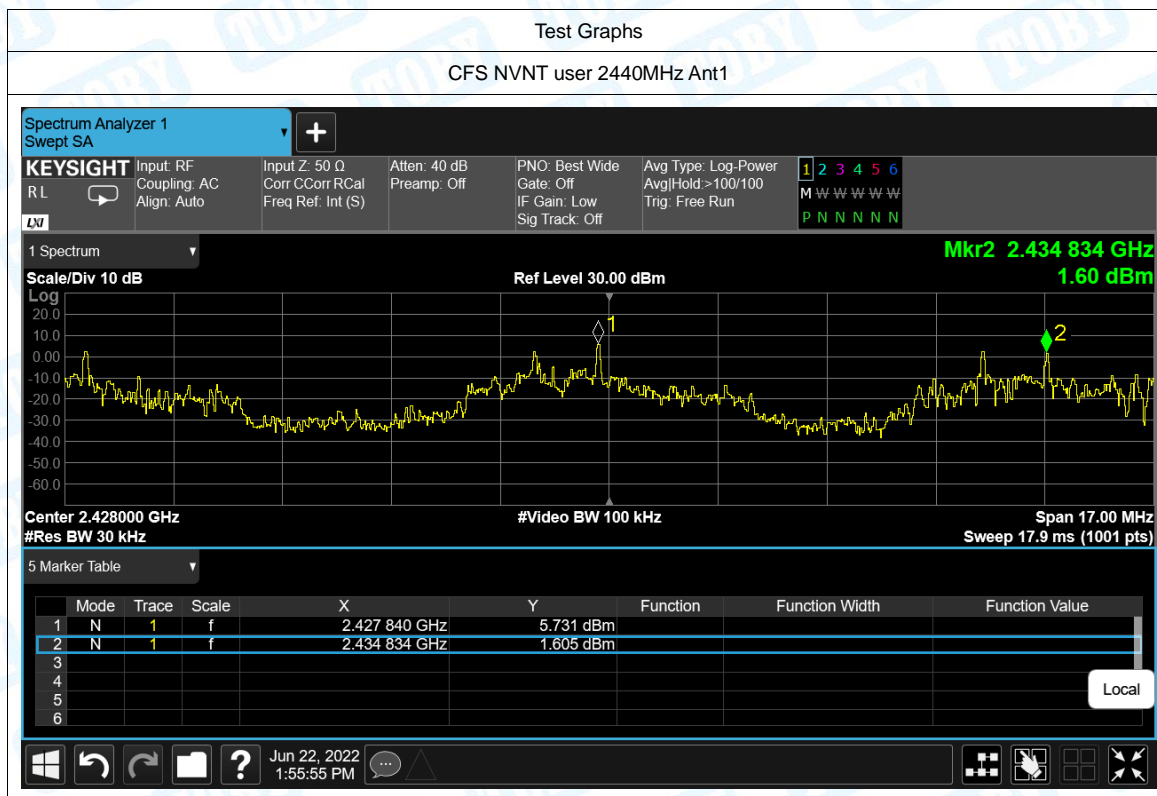 Test Graphs
CFS NVNT user 2440MHz Ant1
Spectrum Analyzer 1
Swept SA
▼
+
KEYSIGHT
R L
LXI
Input: RF
Coupling: AC
Align: Auto
Input Z: 50 Ω
Corr CCorr RCal
Freq Ref: Int (S)
Atten: 40 dB
Preamp: Off
PNO: Best Wide
Gate: Off
IF Gain: Low
Sig Track: Off
Avg Type: Log-Power
Avg|Hold:>100/100
Trig: Free Run
1 2 3 4 5 6
M W W W W W
P N N N N N
1 Spectrum ▼
Mkr2 2.434 834 GHz
1.60 dBm
Scale/Div 10 dB
Ref Level 30.00 dBm
Log
20.0
10.0
0.00
-10.0
-20.0
-30.0
-40.0
-50.0
-60.0
1
2
Center 2.428000 GHz
#Video BW 100 kHz
Span 17.00 MHz
#Res BW 30 kHz
Sweep 17.9 ms (1001 pts)
5 Marker Table ▼
Mode Trace Scale X Y Function Function Width Function Value
1 N 1 f 2.427 840 GHz 5.731 dBm
2 N 1 f 2.434 834 GHz 1.605 dBm
3
4
5
6
Local
?
Jun 22, 2022
1:55:55 PM
TOBY